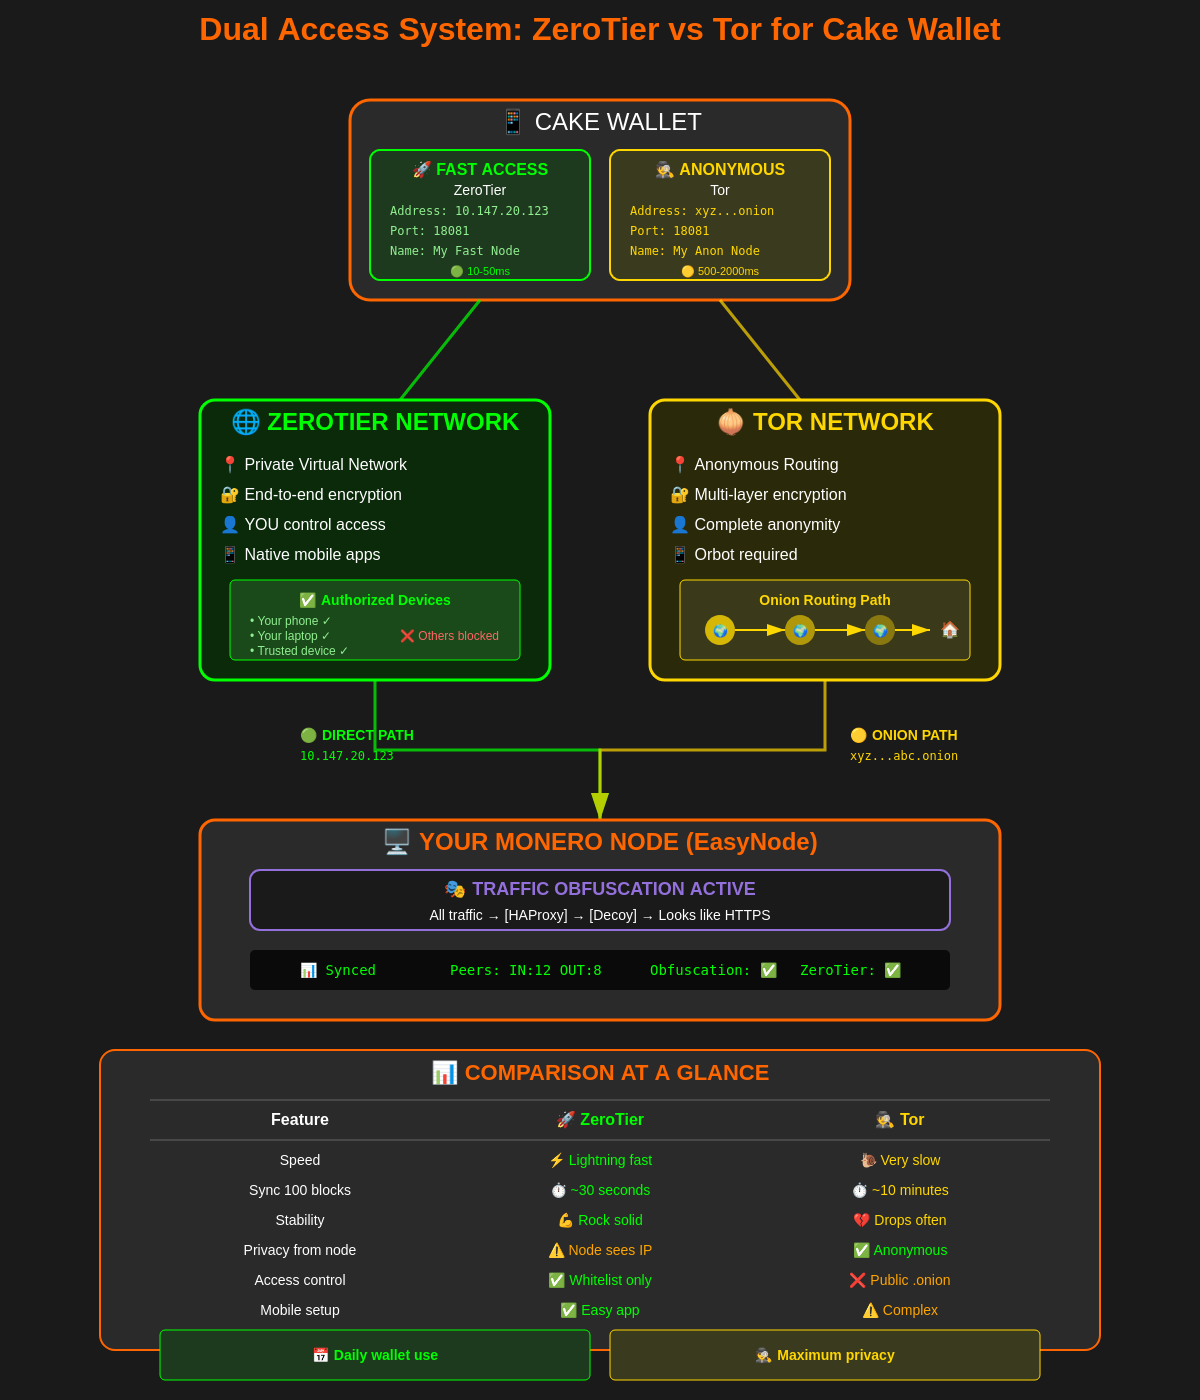 Dual Access System: ZeroTier vs Tor for Cake Wallet
📱 CAKE WALLET
🚀 FAST ACCESS
ZeroTier
Address: 10.147.20.123
Port: 18081
Name: My Fast Node
🟢 10-50ms
🕵️ ANONYMOUS
Tor
Address: xyz...onion
Port: 18081
Name: My Anon Node
🟡 500-2000ms
🌐 ZEROTIER NETWORK
📍 Private Virtual Network
🔐 End-to-end encryption
👤 YOU control access
📱 Native mobile apps
✅ Authorized Devices
• Your phone ✓
• Your laptop ✓
• Trusted device ✓
❌ Others blocked
🧅 TOR NETWORK
📍 Anonymous Routing
🔐 Multi-layer encryption
👤 Complete anonymity
📱 Orbot required
Onion Routing Path
🟢 DIRECT PATH
10.147.20.123
🟡 ONION PATH
xyz...abc.onion
🖥️ YOUR MONERO NODE (EasyNode)
🎭 TRAFFIC OBFUSCATION ACTIVE
All traffic → [HAProxy] → [Decoy] → Looks like HTTPS
📊 Synced Peers: IN:12 OUT:8 Obfuscation: ✅ ZeroTier: ✅
📊 COMPARISON AT A GLANCE
Feature 🚀 ZeroTier 🕵️ Tor
Speed ⚡ Lightning fast 🐌 Very slow
Sync 100 blocks ⏱️ ~30 seconds ⏱️ ~10 minutes
Stability 💪 Rock solid 💔 Drops often
Privacy from node ⚠️ Node sees IP ✅ Anonymous
Access control ✅ Whitelist only ❌ Public .onion
Mobile setup ✅ Easy app ⚠️ Complex
📅 Daily wallet use 🕵️ Maximum privacy